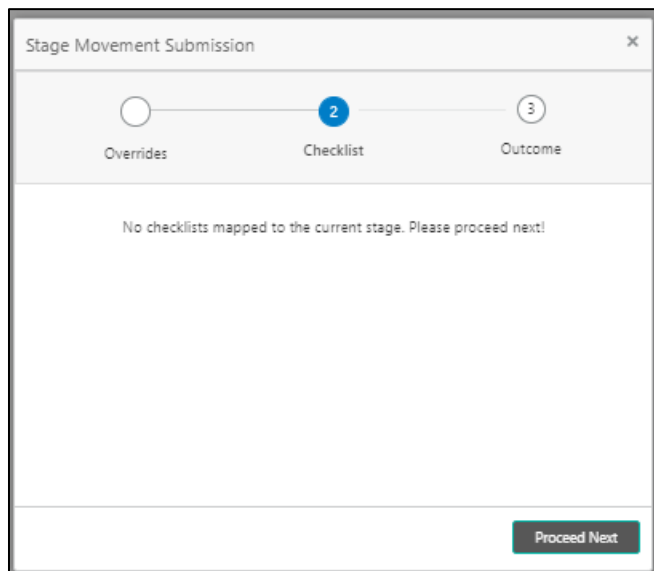 Stage Movement Submission ×
2 3
Overrides Checklist Outcome
No checklists mapped to the current stage. Please proceed next!
Proceed Next